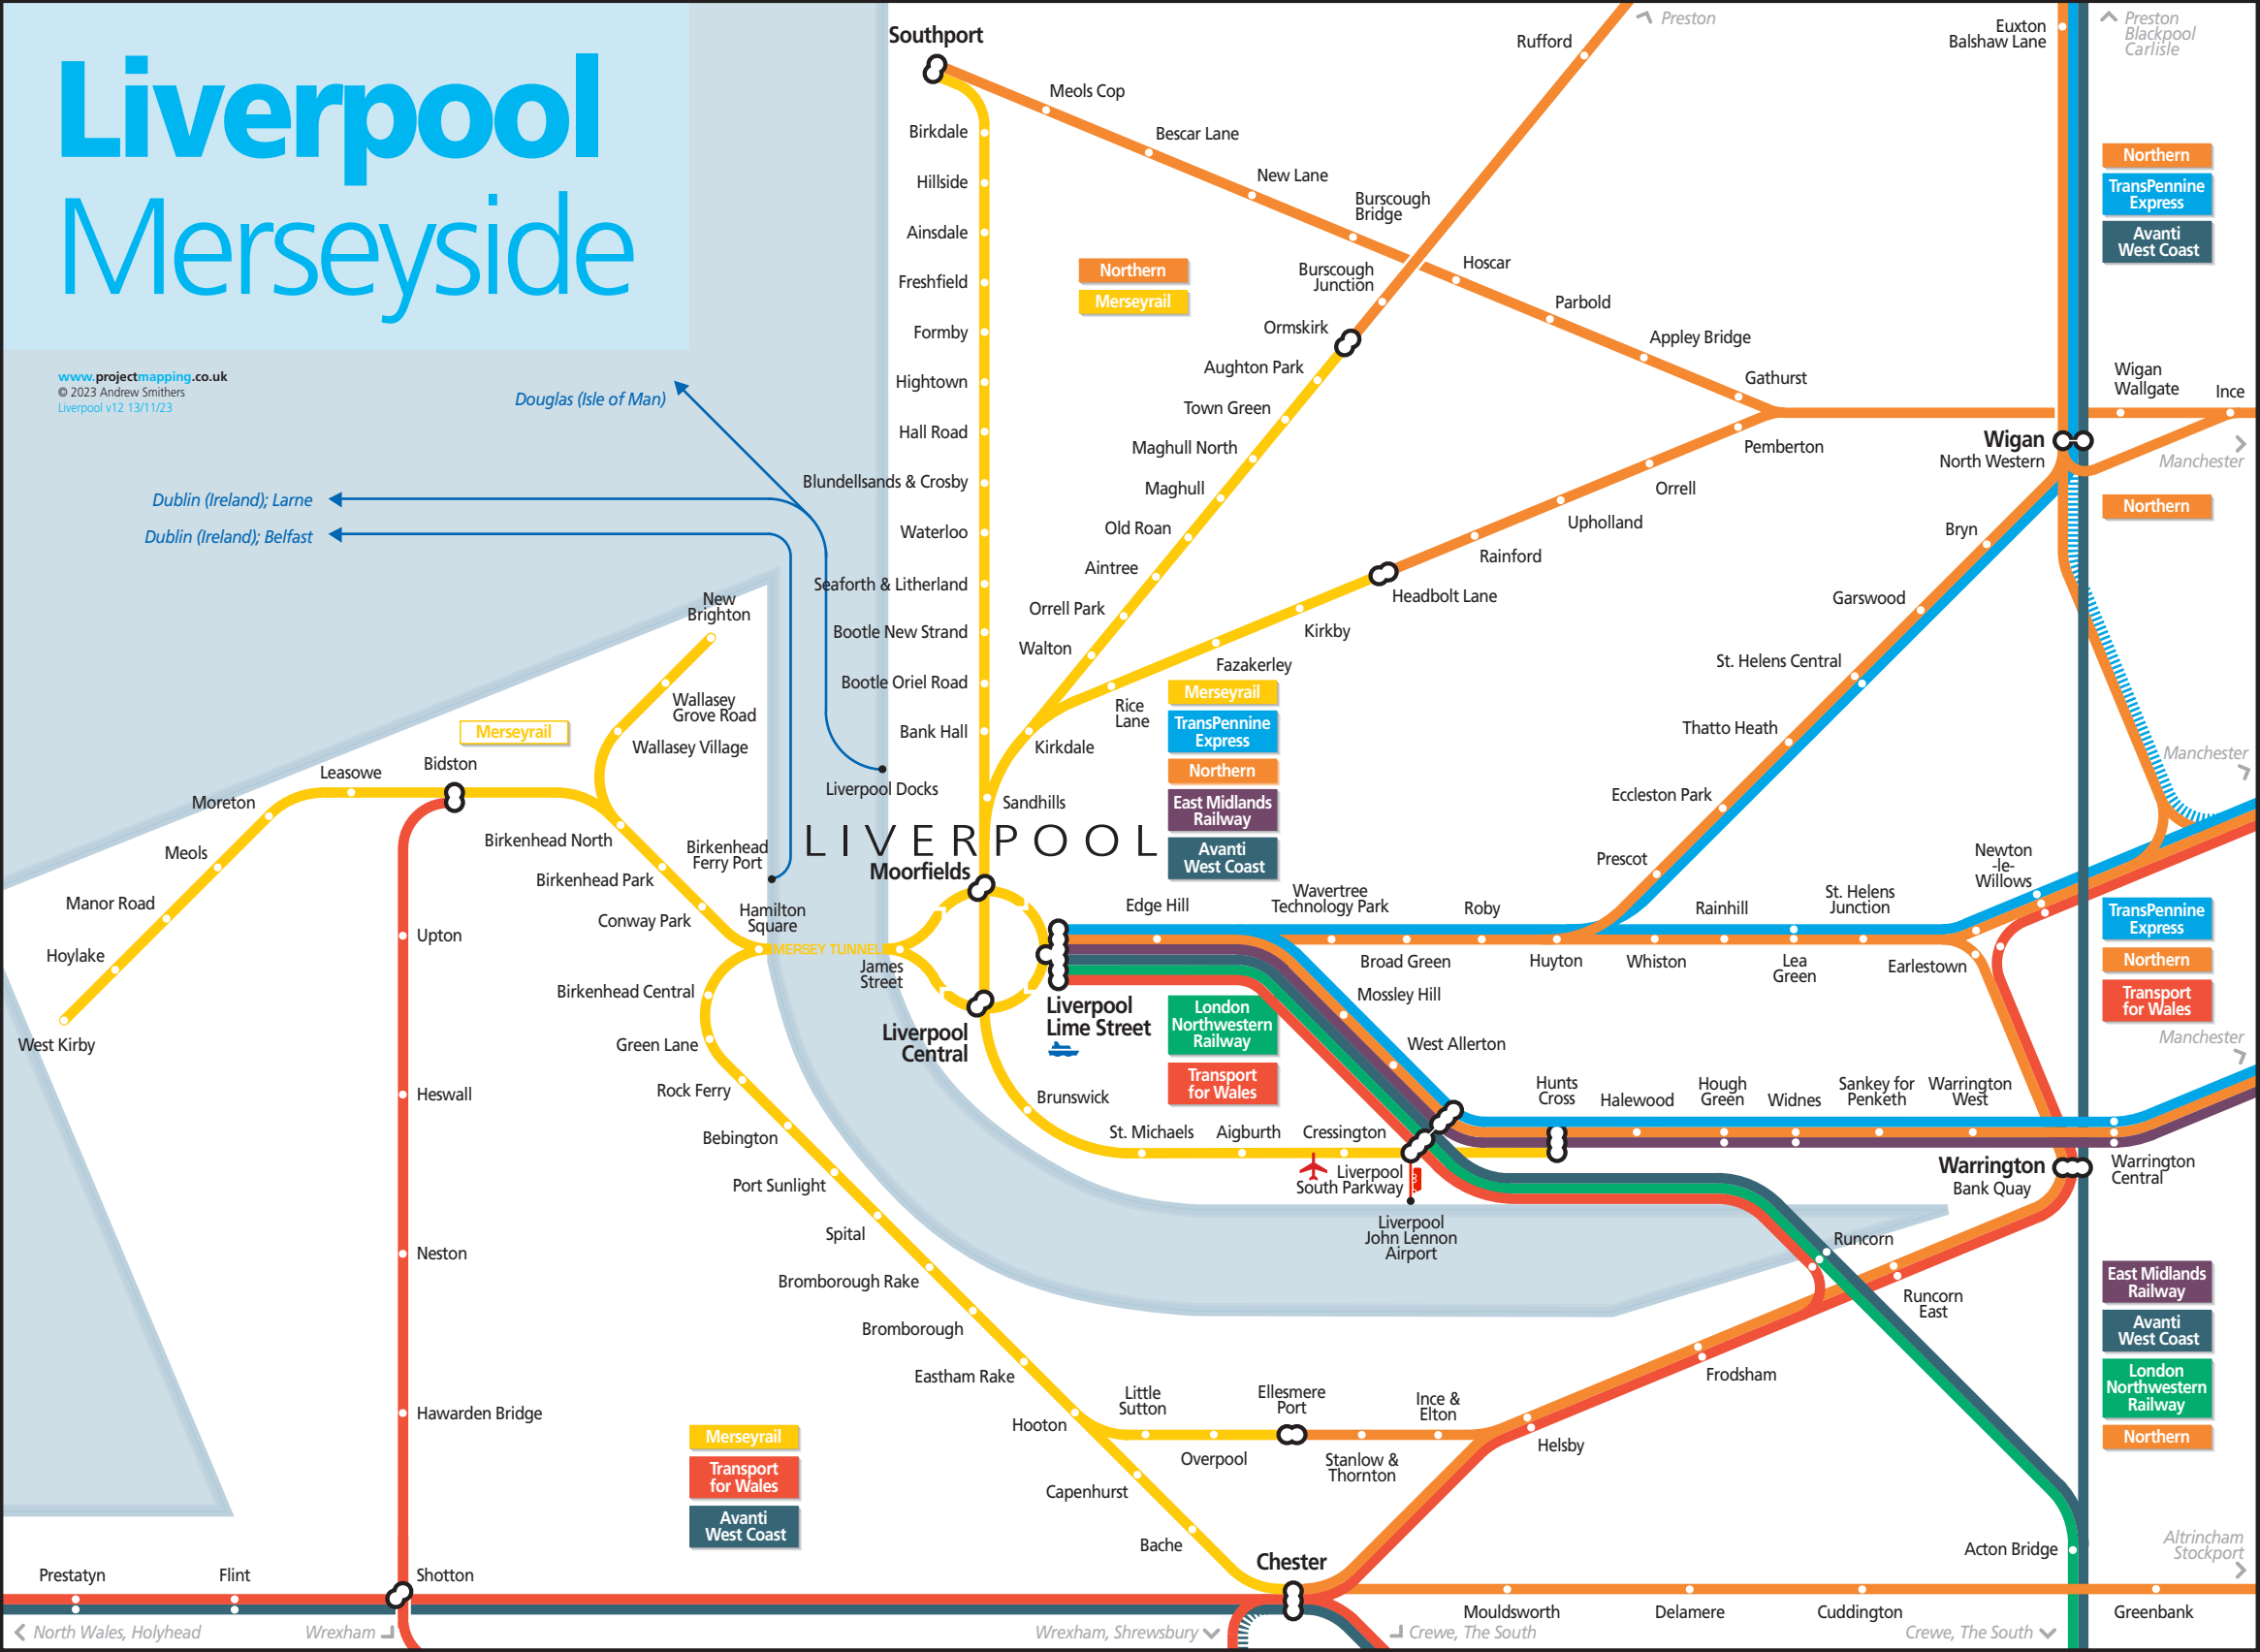 Liverpool
Merseyside
www.projectmapping.co.uk
© 2023 Andrew Smithers
Liverpool v12 13/11/23
Douglas (Isle of Man)
Dublin (Ireland); Larne
Dublin (Ireland); Belfast
Southport
Birkdale
Hillside
Ainsdale
Freshfield
Formby
Hightown
Hall Road
Blundellsands & Crosby
Waterloo
Seaforth & Litherland
Bootle New Strand
Bootle Oriel Road
Bank Hall
Liverpool Docks
Sandhills
LIVERPOOL
Meols Cop
Bescar Lane
New Lane
Burscough
Bridge
Hoscar
Parbold
Appley Bridge
Gathurst
Rufford
Preston
Burscough
Junction
Ormskirk
Aughton Park
Town Green
Maghull North
Maghull
Old Roan
Aintree
Orrell Park
Walton
Northern
Merseyrail
Pemberton
Orrell
Upholland
Rainford
Headbolt Lane
Kirkby
Fazakerley
Rice
Lane
Kirkdale
Euxton
Balshaw Lane
Preston
Blackpool
Carlisle
Northern
TransPennine
Express
Avanti
West Coast
Wigan
Wallgate
Ince
Wigan
North Western
Manchester
Northern
Bryn
Garswood
St. Helens Central
Thatto Heath
Eccleston Park
Prescot
Manchester
Merseyrail
TransPennine
Express
Northern
East Midlands
Railway
Avanti
West Coast
New
Brighton
Wallasey
Grove Road
Wallasey Village
Merseyrail
Bidston
Leasowe
Moreton
Meols
Manor Road
Hoylake
West Kirby
Birkenhead North
Birkenhead Park
Conway Park
Birkenhead
Ferry Port
Hamilton
Square
MERSEY TUNNEL
James
Street
Moorfields
Liverpool
Central
Liverpool
Lime Street
London
Northwestern
Railway
Transport
for Wales
Edge Hill
Wavertree
Technology Park
Broad Green
Roby
Huyton
Whiston
Rainhill
Lea
Green
St. Helens
Junction
Earlestown
Newton
-le-
Willows
TransPennine
Express
Northern
Transport
for Wales
Manchester
Mossley Hill
West Allerton
Hunts
Cross
Halewood
Hough
Green
Widnes
Sankey for
Penketh
Warrington
West
Warrington
Central
Warrington
Bank Quay
Brunswick
St. Michaels
Aigburth
Cressington
Liverpool
South Parkway
Liverpool
John Lennon
Airport
Birkenhead Central
Green Lane
Rock Ferry
Bebington
Port Sunlight
Spital
Bromborough Rake
Bromborough
Eastham Rake
Hooton
Little
Sutton
Overpool
Ellesmere
Port
Stanlow &
Thornton
Ince &
Elton
Helsby
Frodsham
Runcorn
Runcorn
East
Capenhurst
Bache
Chester
Upton
Heswall
Neston
Hawarden Bridge
Shotton
Flint
Prestatyn
Merseyrail
Transport
for Wales
Avanti
West Coast
East Midlands
Railway
Avanti
West Coast
London
Northwestern
Railway
Northern
Acton Bridge
Altrincham
Stockport
Mouldsworth
Delamere
Cuddington
Greenbank
North Wales, Holyhead
Wrexham
Wrexham, Shrewsbury
Crewe, The South
Crewe, The South